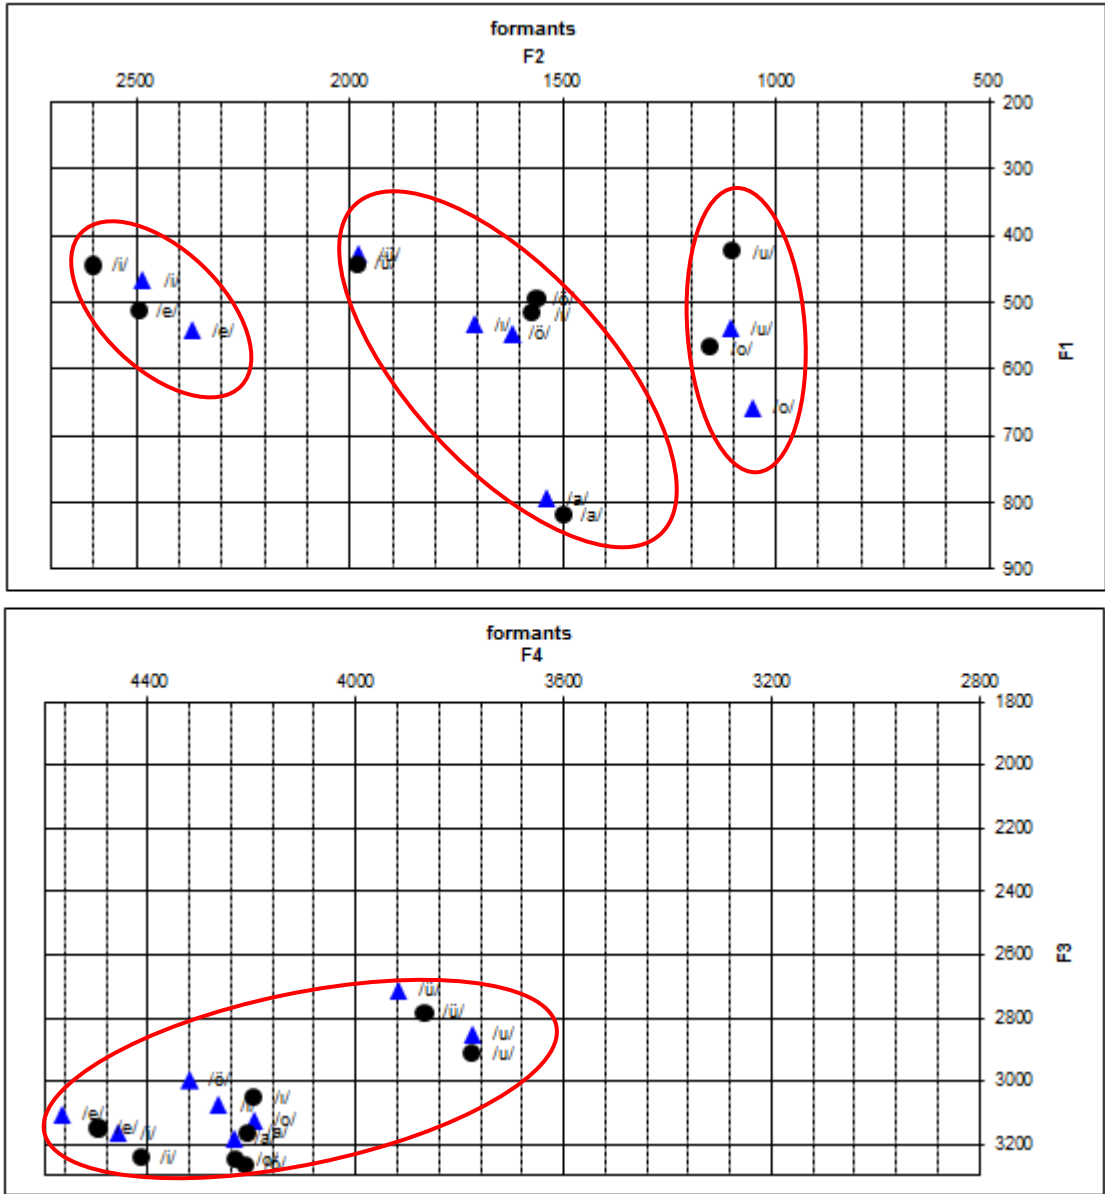 formants
F2
2500 2000 1500 1000 500
200
300
400
/ü/
/ü/
/u/
/i/
/i/
500
/ö/
/e/
/ı/
/e/
/ı/
/ö/
/u/
/o/
F1
600
/o/
700
/a/
800
/a/
900
formants
F4
4400 4000 3600 3200 2800
1800
2000
2200
2400
F3
2600
/ü/
/ü/
2800
/u/
/u/
/ö/
3000
/ı/
/e/
/o/
/e/
/i/
/a/
3200
/i/
/ö/